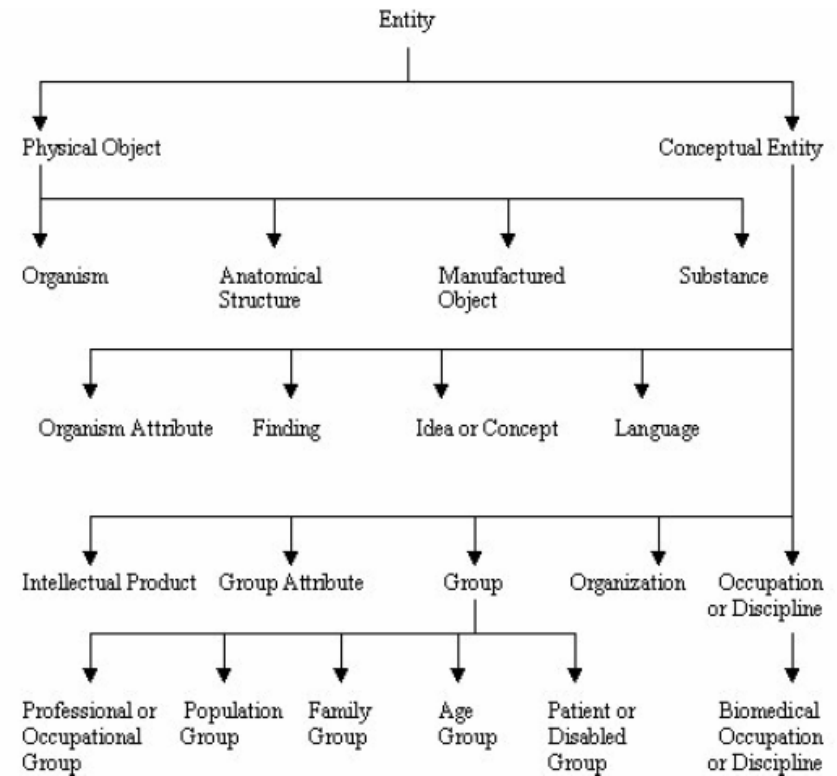 Entity
Physical Object
Conceptual Entity
Organism
Anatomical
Structure
Manufactured
Object
Substance
Organism Attribute
Finding
Idea or Concept
Language
Intellectual Product
Group Attribute
Group
Organization
Occupation
or Discipline
Professional or
Occupational
Group
Population
Group
Family
Group
Age
Group
Patient or
Disabled
Group
Biomedical
Occupation
or Discipline